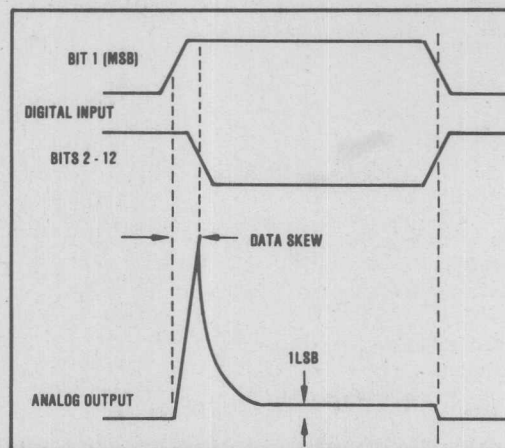 BIT 1 (MSB)
DIGITAL INPUT
BITS 2 - 12
DATA SKEW
1LSB
ANALOG OUTPUT